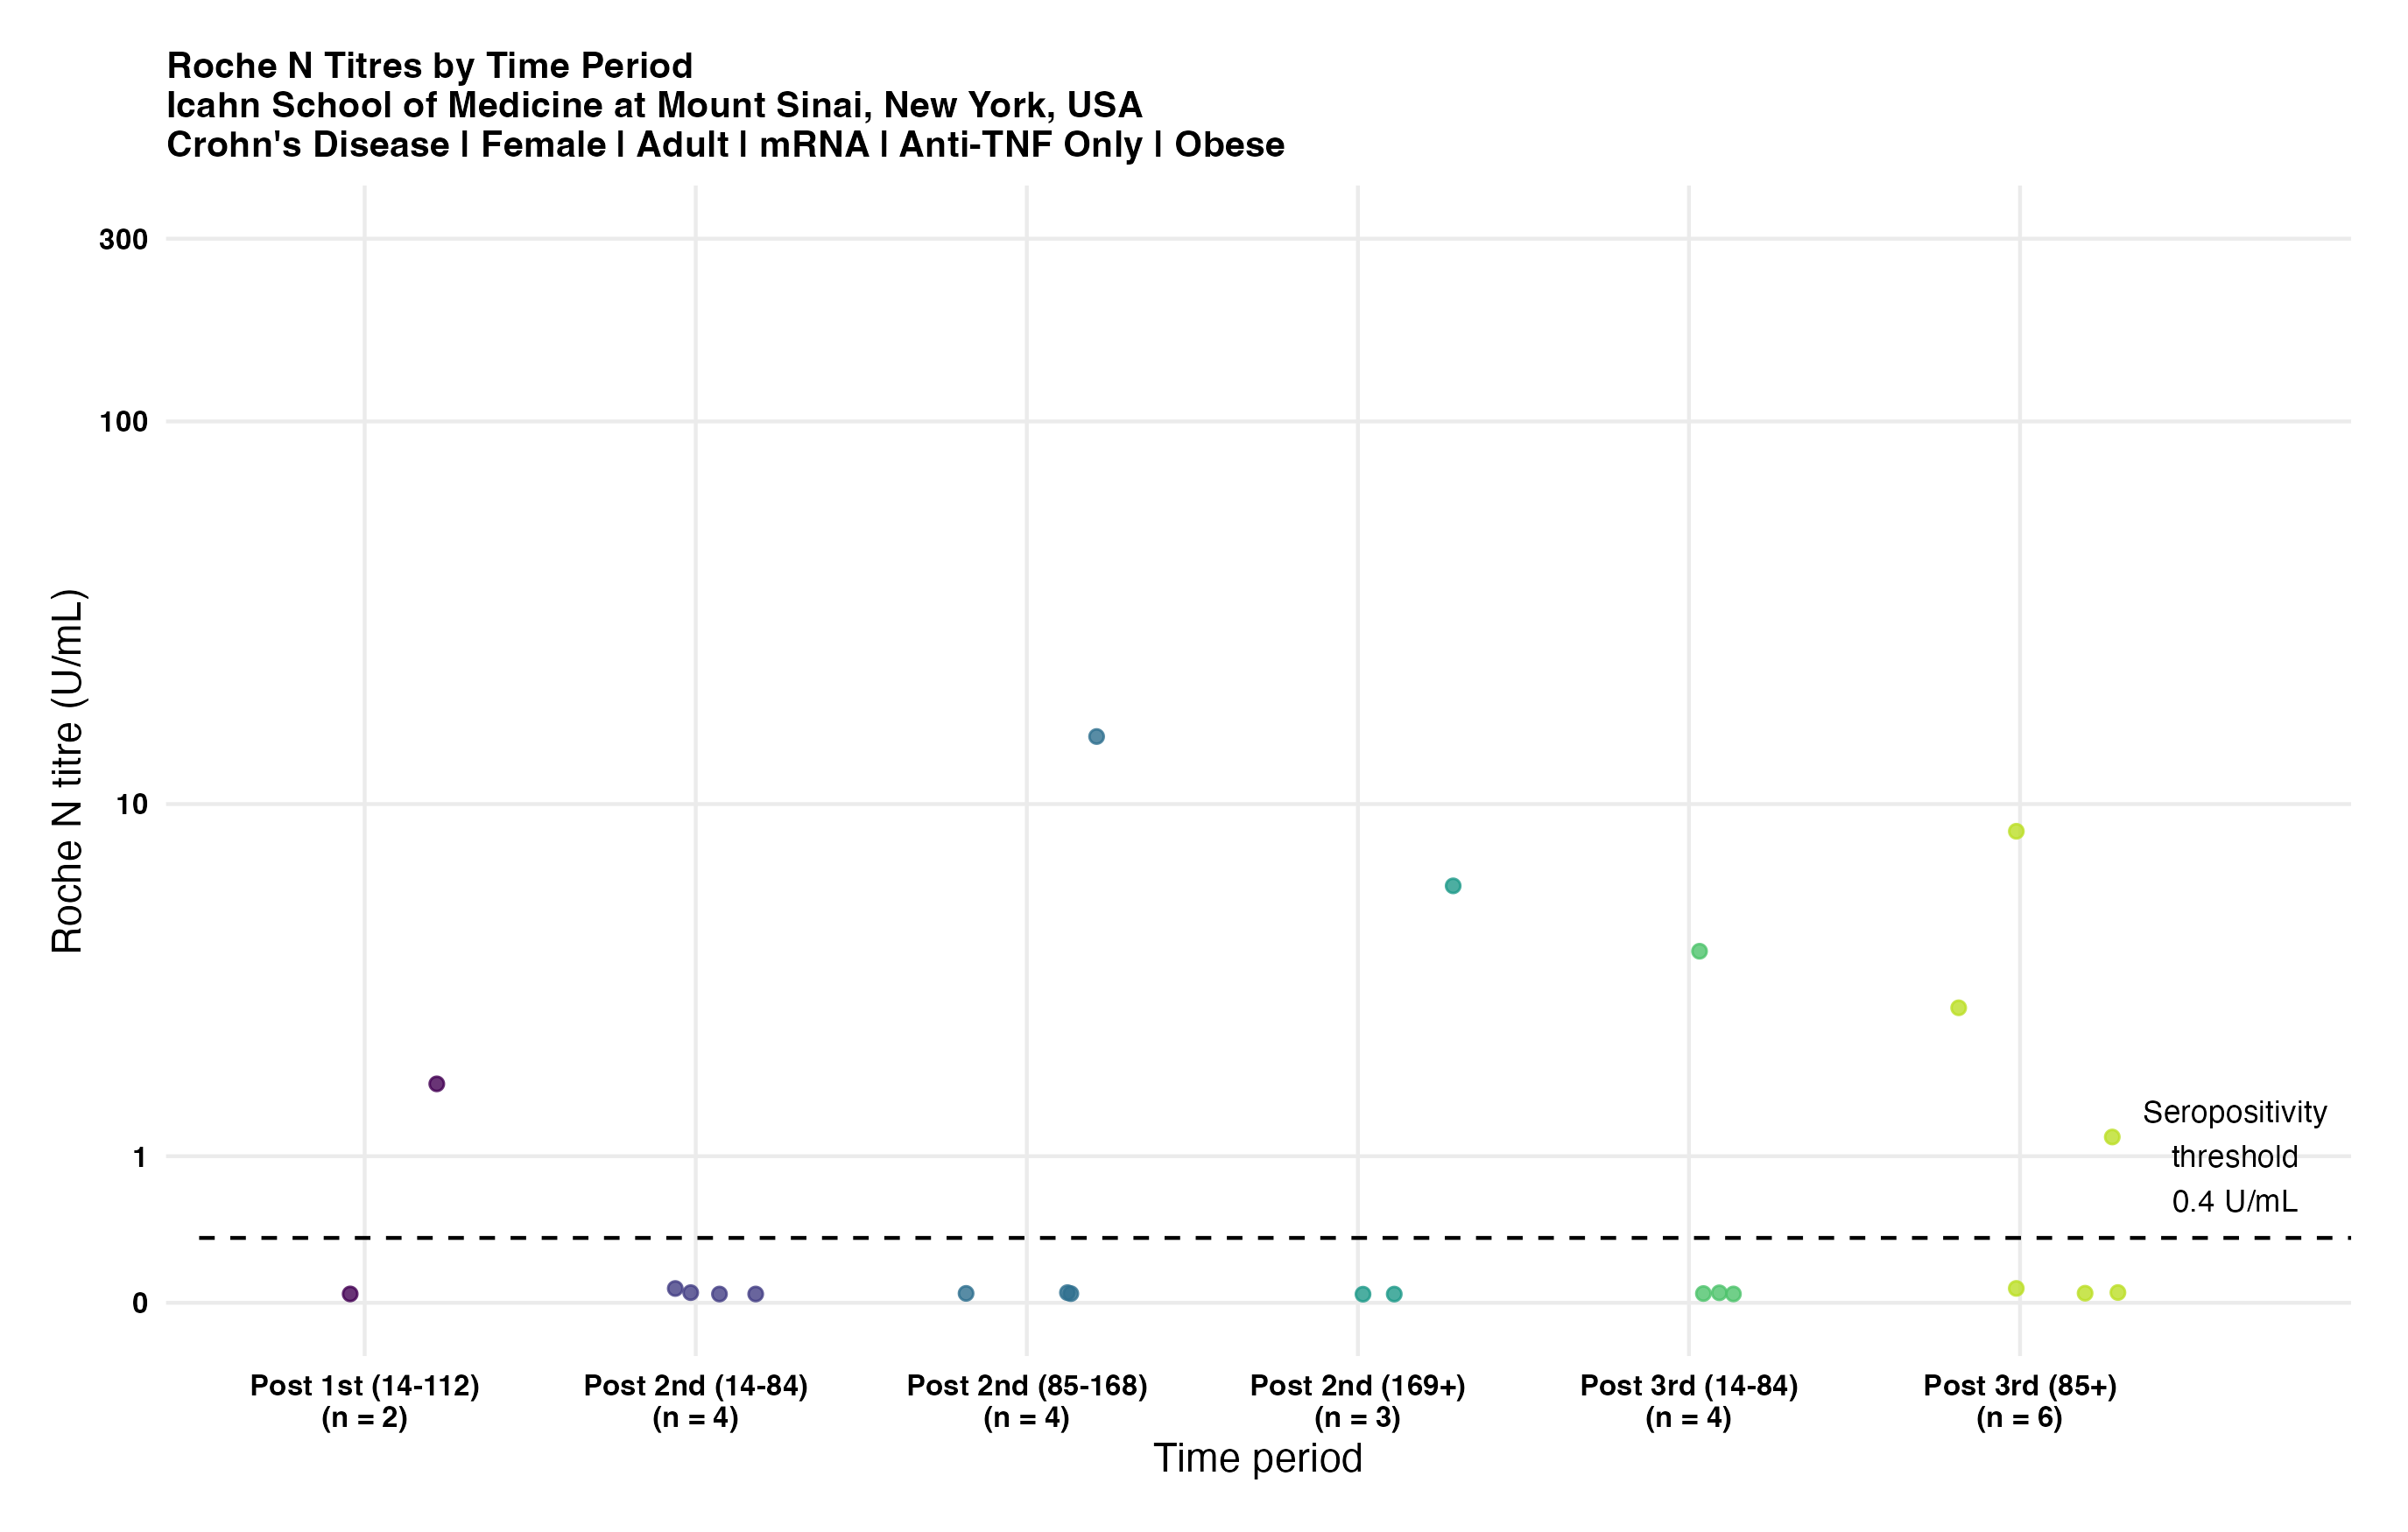 Roche N Titres by Time Period
Icahn School of Medicine at Mount Sinai, New York, USA
Crohn's Disease | Female | Adult | mRNA | Anti-TNF Only | Obese
Roche N titre (U/mL)
300
100
10
1
0
Seropositivity
threshold
0.4 U/mL
Post 1st (14-112)
(n = 2)
Post 2nd (14-84)
(n = 4)
Post 2nd (85-168)
(n = 4)
Post 2nd (169+)
(n = 3)
Post 3rd (14-84)
(n = 4)
Post 3rd (85+)
(n = 6)
Time period